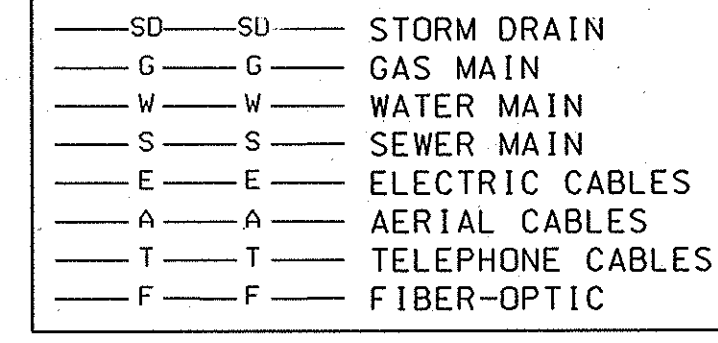 SD SD STORM DRAIN
G G GAS MAIN
W W WATER MAIN
S S SEWER MAIN
E E ELECTRIC CABLES
A A AERIAL CABLES
T T TELEPHONE CABLES
F F FIBER-OPTIC